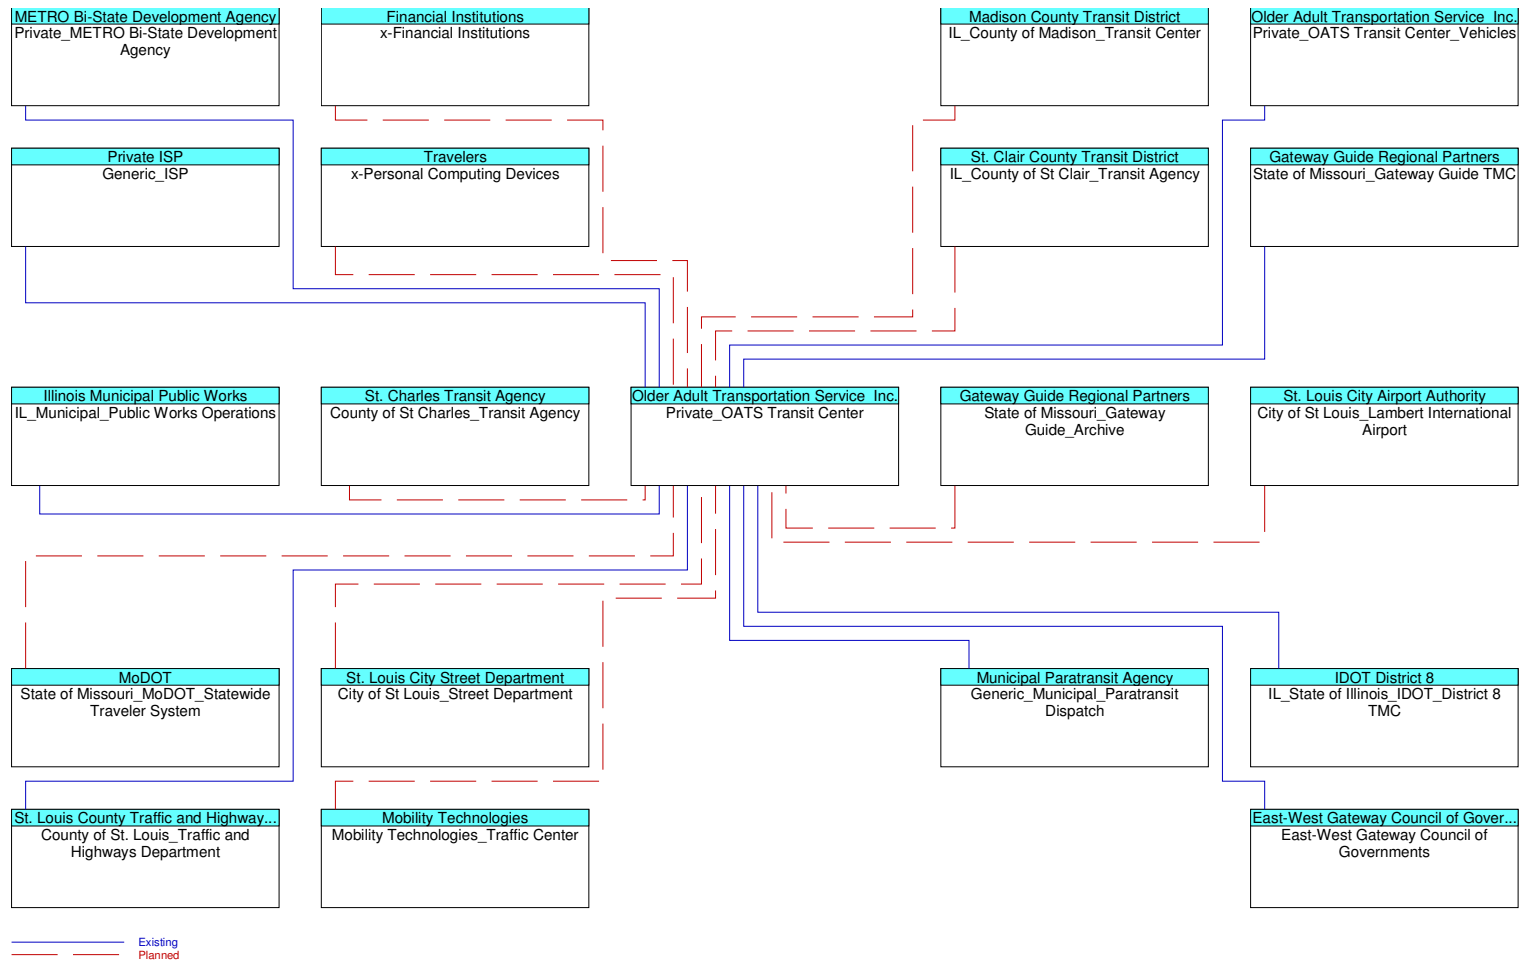 METRO Bi-State Development Agency
Private_METRO Bi-State Development
Agency
Financial Institutions
x-Financial Institutions
Madison County Transit District
IL_County of Madison_Transit Center
Older Adult Transportation Service  Inc.
Private_OATS Transit Center_Vehicles
Private ISP
Generic_ISP
Travelers
x-Personal Computing Devices
St. Clair County Transit District
IL_County of St Clair_Transit Agency
Gateway Guide Regional Partners
State of Missouri_Gateway Guide TMC
Illinois Municipal Public Works
IL_Municipal_Public Works Operations
St. Charles Transit Agency
County of St Charles_Transit Agency
Older Adult Transportation Service  Inc.
Private_OATS Transit Center
Gateway Guide Regional Partners
State of Missouri_Gateway
Guide_Archive
St. Louis City Airport Authority
City of St Louis_Lambert International
Airport
MoDOT
State of Missouri_MoDOT_Statewide
Traveler System
St. Louis City Street Department
City of St Louis_Street Department
Municipal Paratransit Agency
Generic_Municipal_Paratransit
Dispatch
IDOT District 8
IL_State of Illinois_IDOT_District 8
TMC
St. Louis County Traffic and Highway...
County of St. Louis_Traffic and
Highways Department
Mobility Technologies
Mobility Technologies_Traffic Center
East-West Gateway Council of Gover...
East-West Gateway Council of
Governments
Existing
Planned